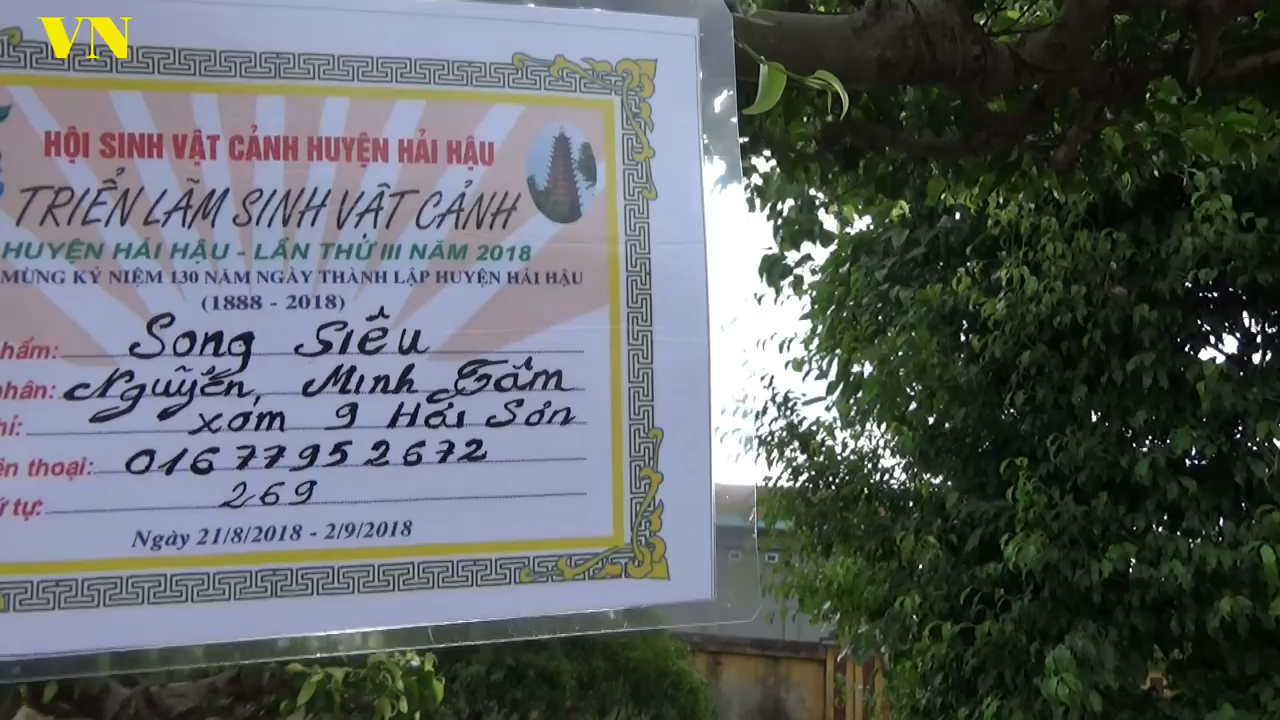 VN
HỘI SINH VẬT CẢNH HUYỆN HẢI HẬU
TRIỂN LÃM SINH VẬT CẢNH
HUYỆN HẢI HẬU - LẦN THỨ III NĂM 2018
MỪNG KỶ NIỆM 130 NĂM NGÀY THÀNH LẬP HUYỆN HẢI HẬU
(1888 - 2018)
hẩm: Song Siêu
nhân: Nguyễn, Minh Tâm
hỉ: xóm 9 Hải Sơn
ện thoại: 01677952672
ứ tự: 269
Ngày 21/8/2018 - 2/9/2018